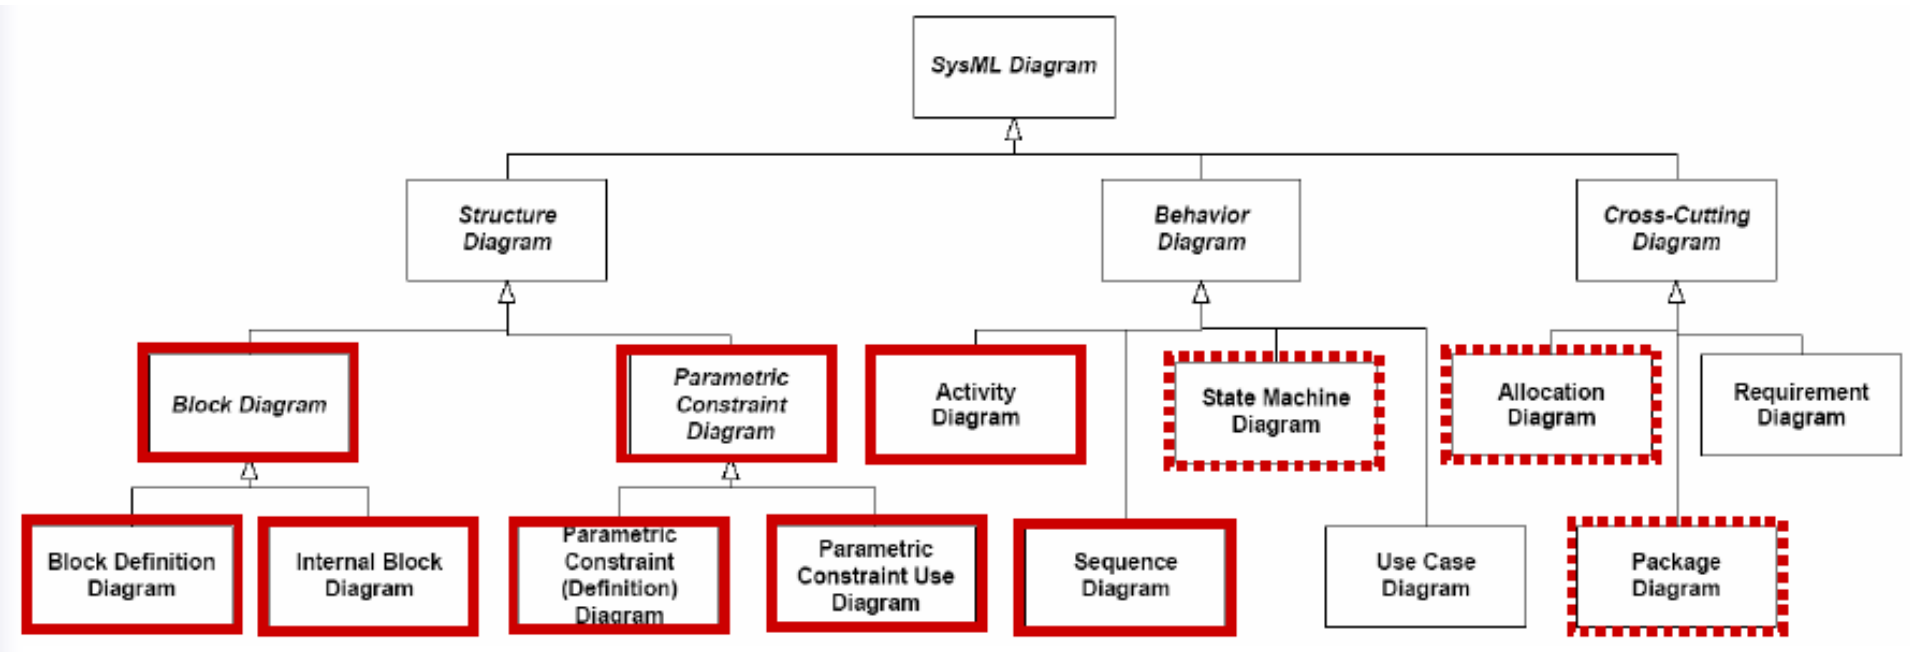 SysML Diagram
Structure
Diagram
Behavior
Diagram
Cross-Cutting
Diagram
Block Diagram
Parametric
Constraint
Diagram
Activity
Diagram
State Machine
Diagram
Allocation
Diagram
Requirement
Diagram
Block Definition
Diagram
Internal Block
Diagram
Parametric
Constraint
(Definition)
Diagram
Parametric
Constraint Use
Diagram
Sequence
Diagram
Use Case
Diagram
Package
Diagram